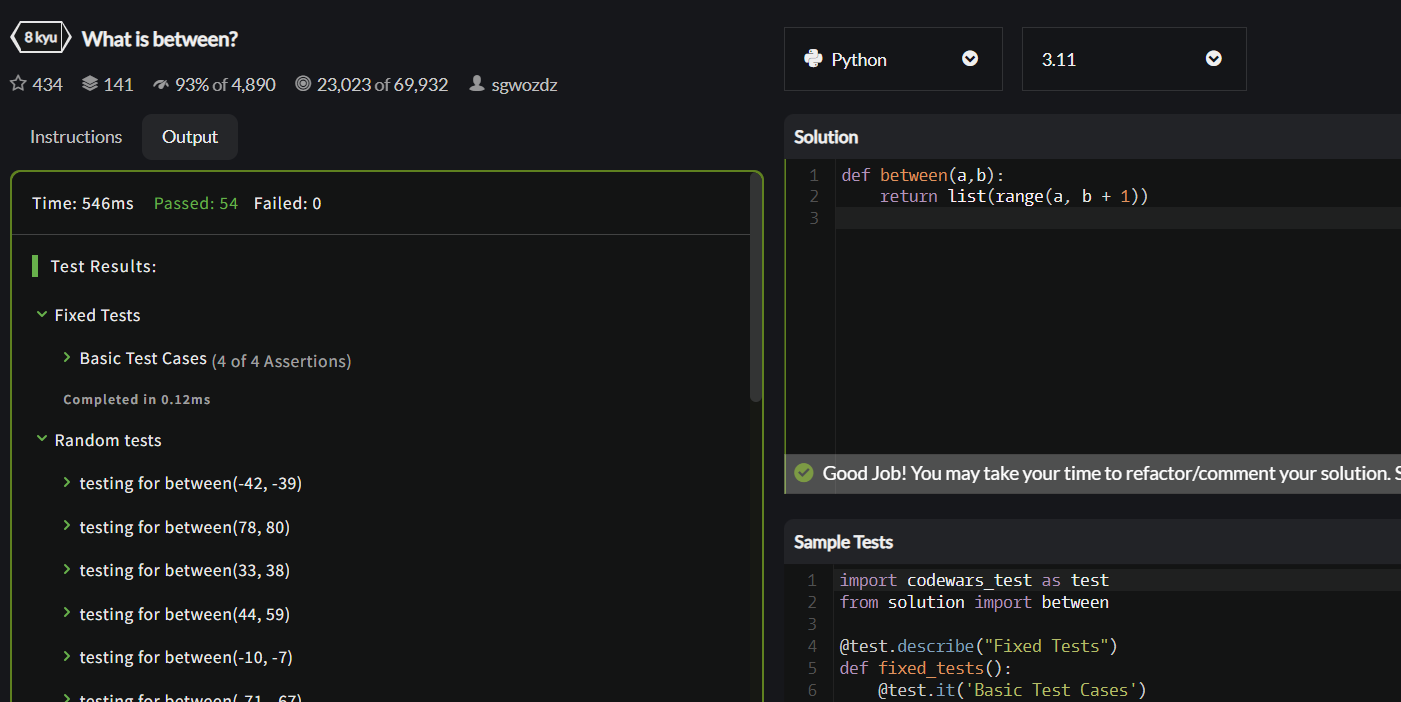 8 kyu What is between?
434 141 93% of 4,890 23,023 of 69,932 sgwozdz
Instructions Output
Time: 546ms Passed: 54 Failed: 0
Test Results:
Fixed Tests
Basic Test Cases (4 of 4 Assertions)
Completed in 0.12ms
Random tests
testing for between(-42, -39)
testing for between(78, 80)
testing for between(33, 38)
testing for between(44, 59)
testing for between(-10, -7)
testing for between(-71, -67)
Python 3.11
Solution
1 def between(a,b):
2 return list(range(a, b + 1))
3
Good Job! You may take your time to refactor/comment your solution. S
Sample Tests
1 import codewars_test as test
2 from solution import between
3
4 @test.describe("Fixed Tests")
5 def fixed_tests():
6 @test.it('Basic Test Cases')